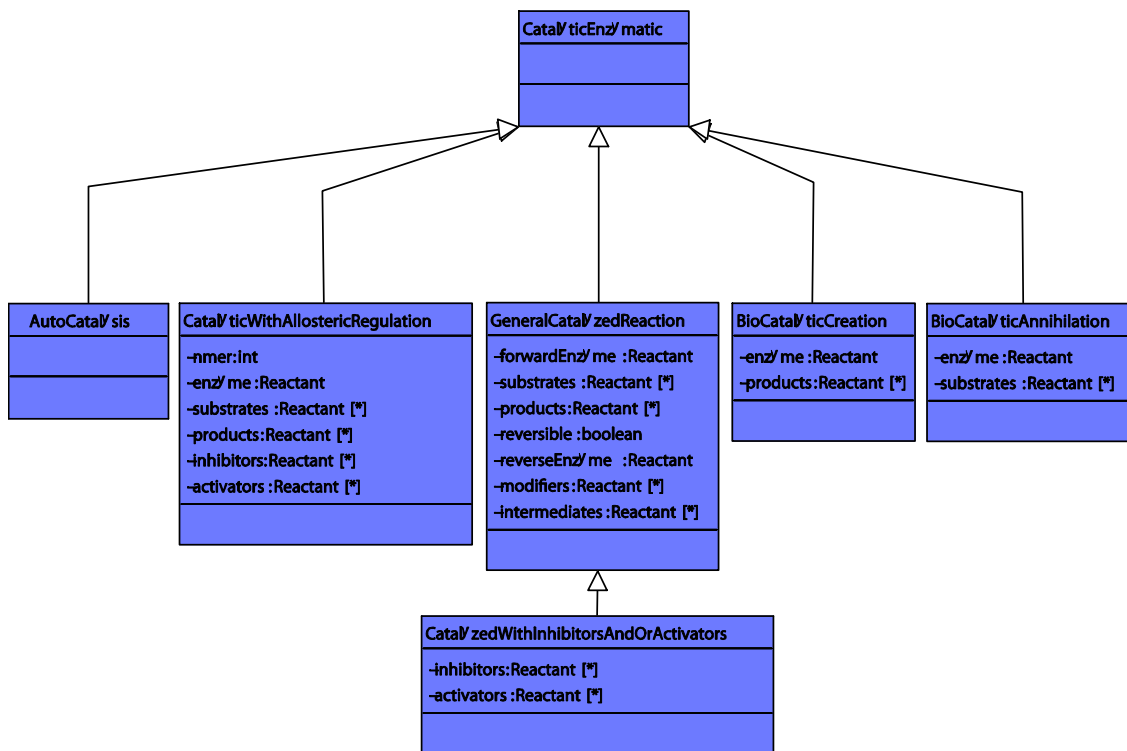 CatalyticEnzymatic
AutoCatalysis
CatalyticWithAllostericRegulation
-nmer:int
-enzyme :Reactant
-substrates :Reactant [*]
-products:Reactant [*]
-inhibitors:Reactant [*]
-activators :Reactant [*]
GeneralCatalyzedReaction
-forwardEnzyme :Reactant
-substrates :Reactant [*]
-products:Reactant [*]
-reversible :boolean
-reverseEnzyme :Reactant
-modifiers:Reactant [*]
-intermediates :Reactant [*]
BioCatalyticCreation
-enzyme :Reactant
-products:Reactant [*]
BioCatalyticAnnihilation
-enzyme :Reactant
-substrates :Reactant [*]
CatalyzedWithInhibitorsAndOrActivators
-inhibitors:Reactant [*]
-activators :Reactant [*]